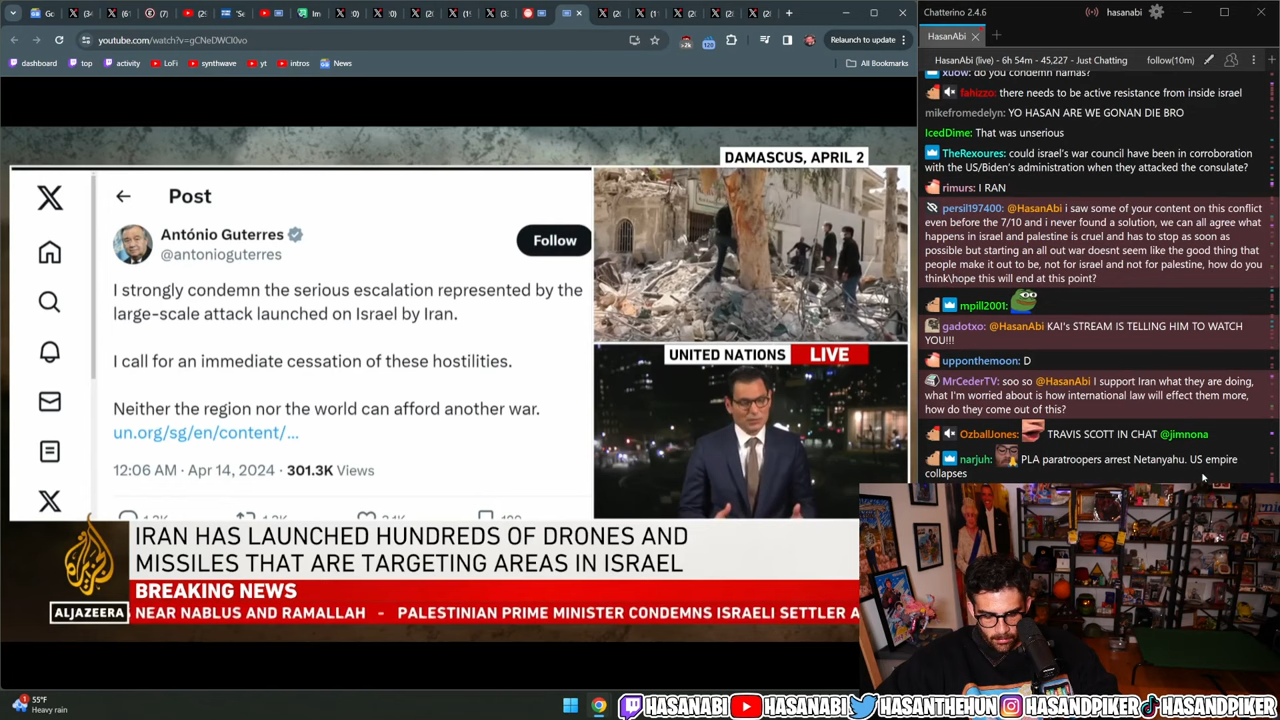 youtube.com/watch?v=gCNeDWCl0vo
Relaunch to update
dashboard
top
activity
LoFi
synthwave
yt
intros
News
All Bookmarks
DAMASCUS, APRIL 2
Post
António Guterres
@antonioguterres
Follow
I strongly condemn the serious escalation represented by the
large-scale attack launched on Israel by Iran.
I call for an immediate cessation of these hostilities.
Neither the region nor the world can afford another war.
un.org/sg/en/content/...
12:06 AM · Apr 14, 2024 · 301.3K Views
UNITED NATIONS LIVE
IRAN HAS LAUNCHED HUNDREDS OF DRONES AND
MISSILES THAT ARE TARGETING AREAS IN ISRAEL
BREAKING NEWS
ALJAZEERA
NEAR NABLUS AND RAMALLAH - PALESTINIAN PRIME MINISTER CONDEMNS ISRAELI SETTLER A
Chatterino 2.4.6
hasanabi
HasanAbi
HasanAbi (live) - 6h 54m - 45,227 - Just Chatting
follow(10m)
xuow: do you condemn hamas?
fahizzo: there needs to be active resistance from inside israel
mikefromedelyn: YO HASAN ARE WE GONAN DIE BRO
IcedDime: That was unserious
TheRexoures: could israel's war council have been in corroboration
with the US/Biden's administration when they attacked the consulate?
rimurs: I RAN
persil197400: @HasanAbi i saw some of your content on this conflict
even before the 7/10 and i never found a solution, we can all agree what
happens in israel and palestine is cruel and has to stop as soon as
possible but starting an all out war doesnt seem like the good thing that
people make it out to be, not for israel and not for palestine, how do you
think\hope this will end at this point?
mpill2001:
gadotxo: @HasanAbi KAI's STREAM IS TELLING HIM TO WATCH
YOU!!!
upponthemoon: D
MrCederTV: soo so @HasanAbi I support Iran what they are doing,
what I'm worried about is how international law will effect them more,
how do they come out of this?
OzballJones: TRAVIS SCOTT IN CHAT @jimnona
narjuh: PLA paratroopers arrest Netanyahu. US empire
collapses
55°F
Heavy rain
HASANABI
HASANABI
HASANTHEHUN
HASANDPIKER
HASANDPIKER